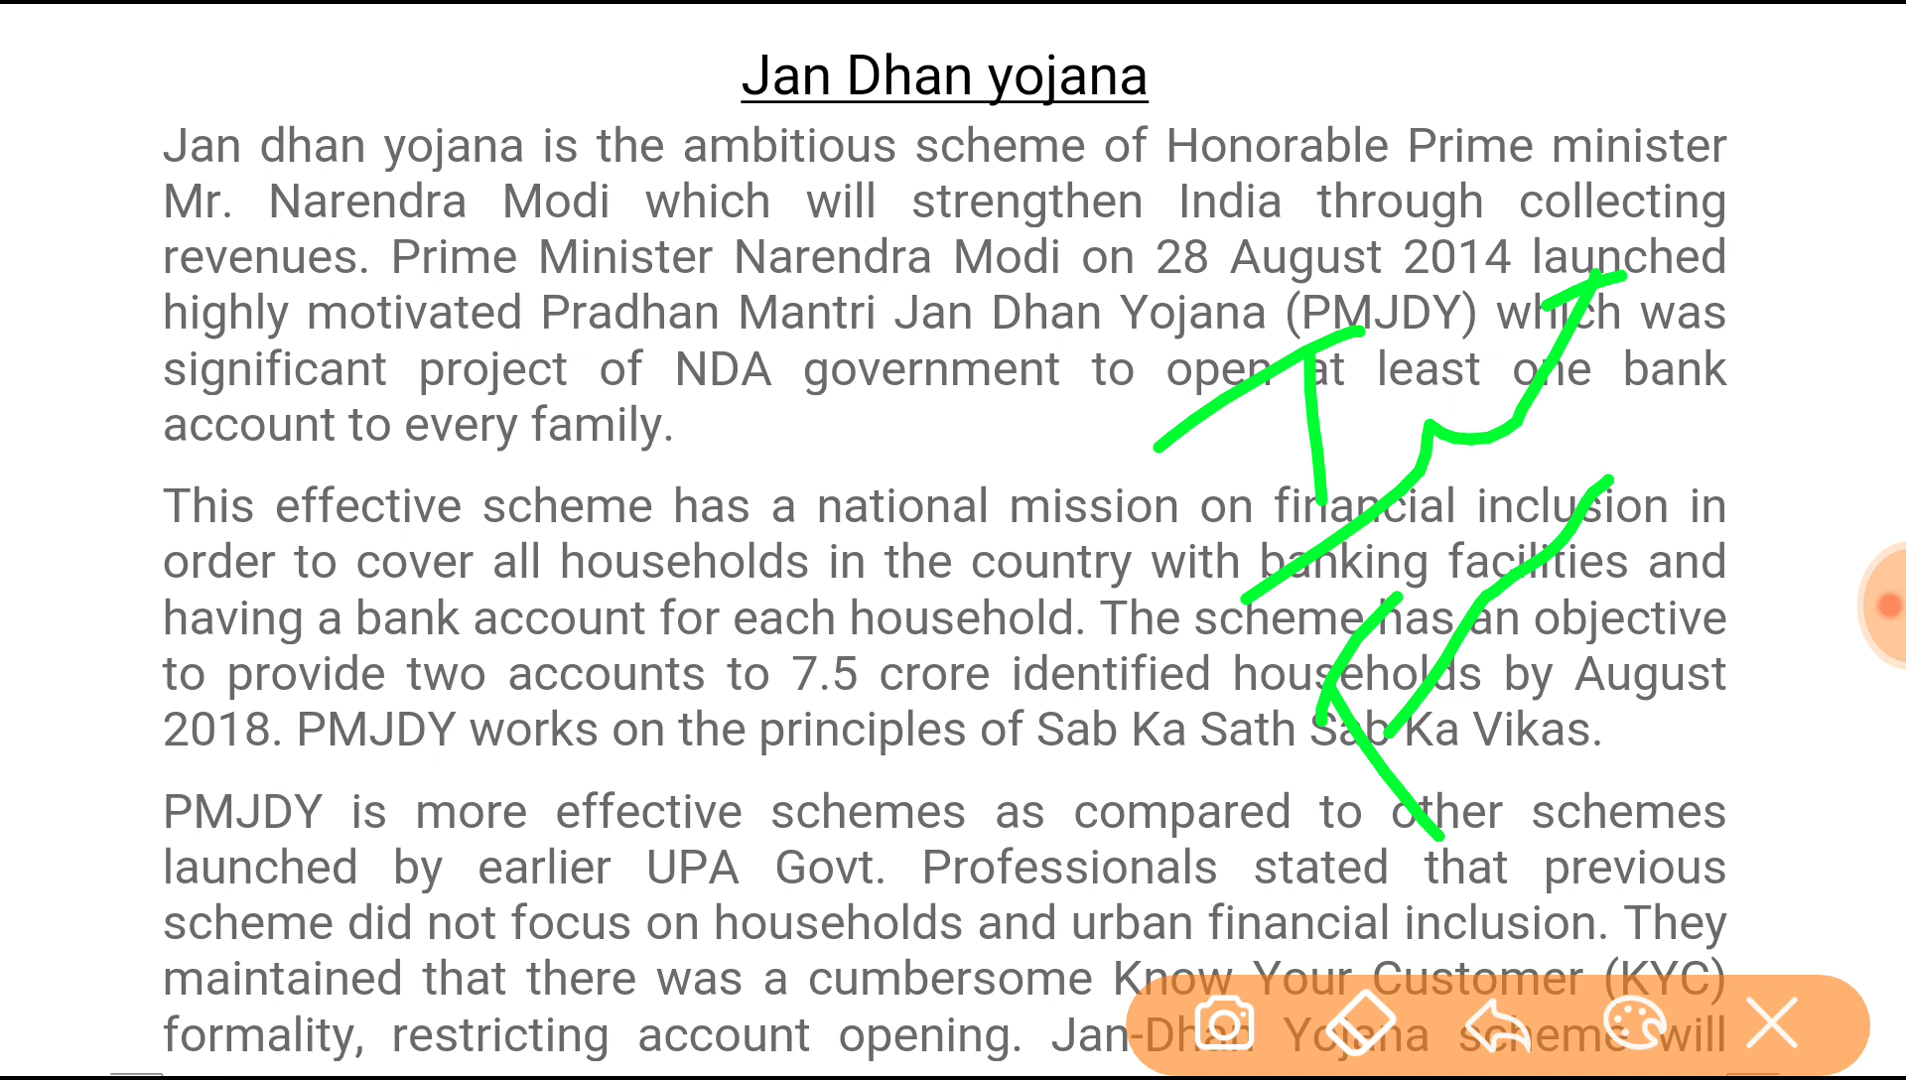 Jan Dhan yojana
Jan dhan yojana is the ambitious scheme of Honorable Prime minister
Mr. Narendra Modi which will strengthen India through collecting
revenues. Prime Minister Narendra Modi on 28 August 2014 launched
highly motivated Pradhan Mantri Jan Dhan Yojana (PMJDY) which was
significant project of NDA government to open at least one bank
account to every family.
This effective scheme has a national mission on financial inclusion in
order to cover all households in the country with banking facilities and
having a bank account for each household. The scheme has an objective
to provide two accounts to 7.5 crore identified households by August
2018. PMJDY works on the principles of Sab Ka Sath Sab Ka Vikas.
PMJDY is more effective schemes as compared to other schemes
launched by earlier UPA Govt. Professionals stated that previous
scheme did not focus on households and urban financial inclusion. They
maintained that there was a cumbersome Know Your Customer (KYC)
formality, restricting account opening. Jan-Dhan Yojana scheme will